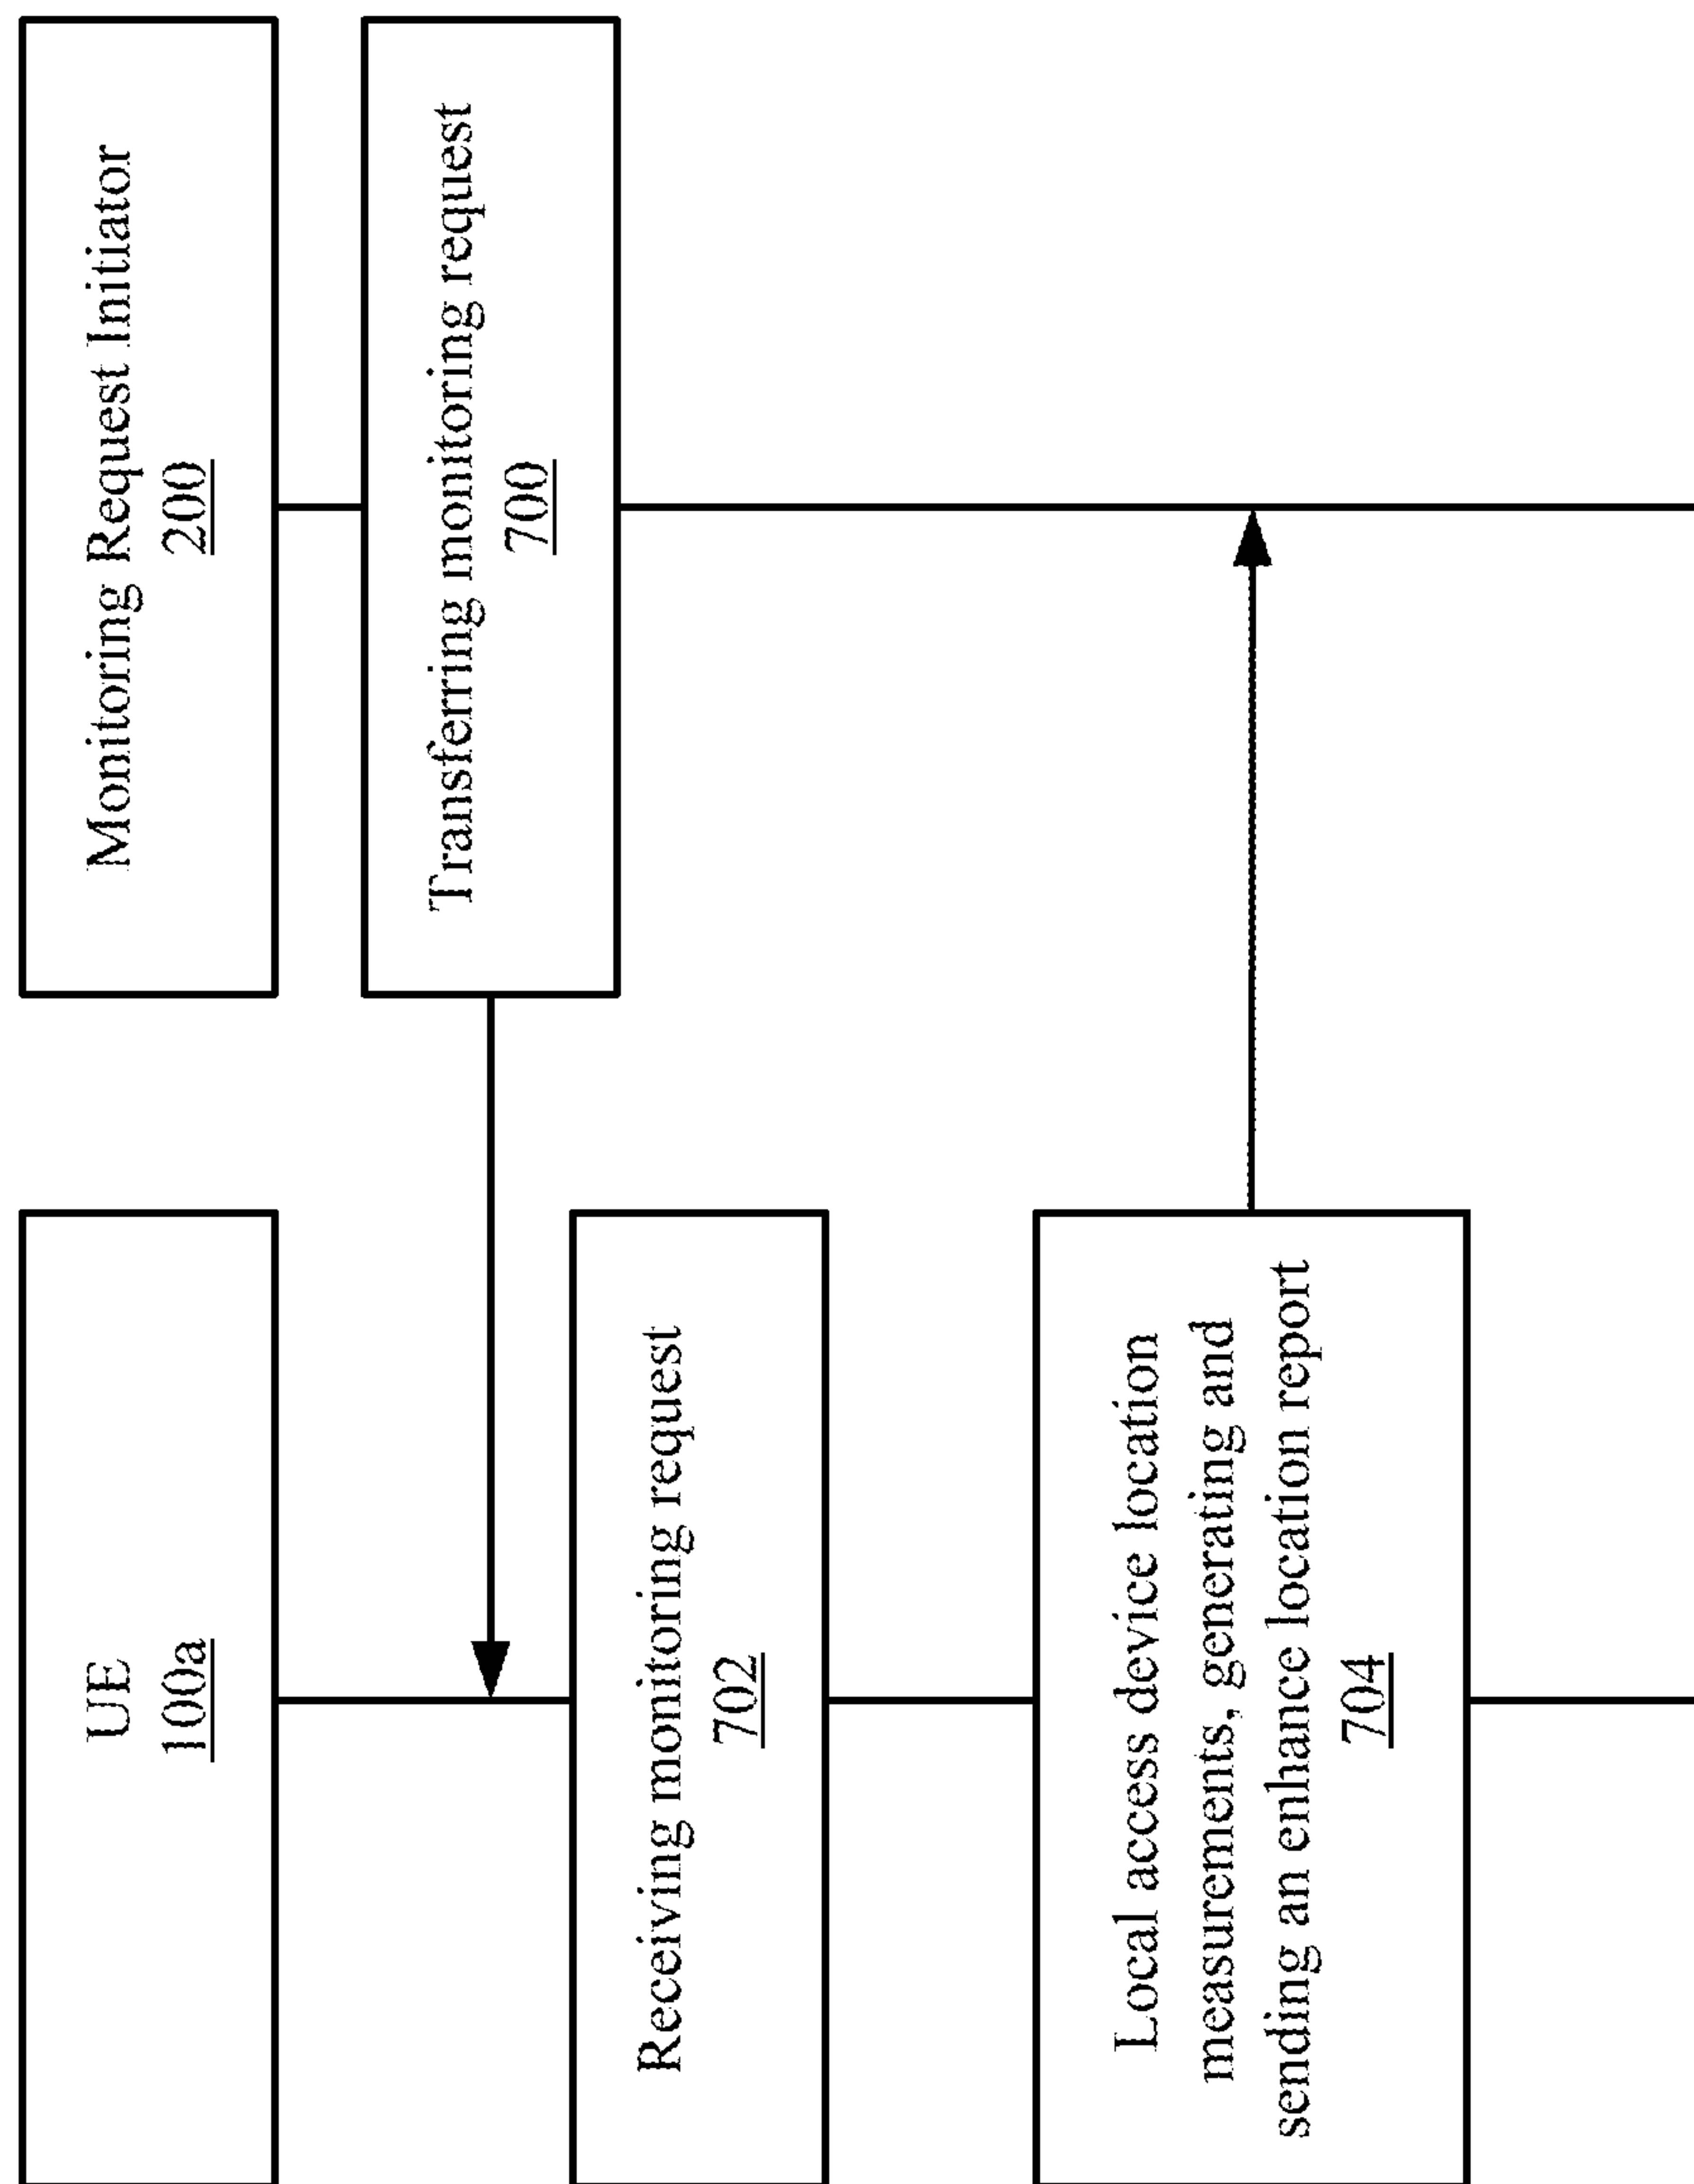 UE
100a
Monitoring Request Initiator
200
Transferring monitoring request
700
Receiving monitoring request
702
Local access device location
measurements, generating and
sending an enhance location report
704